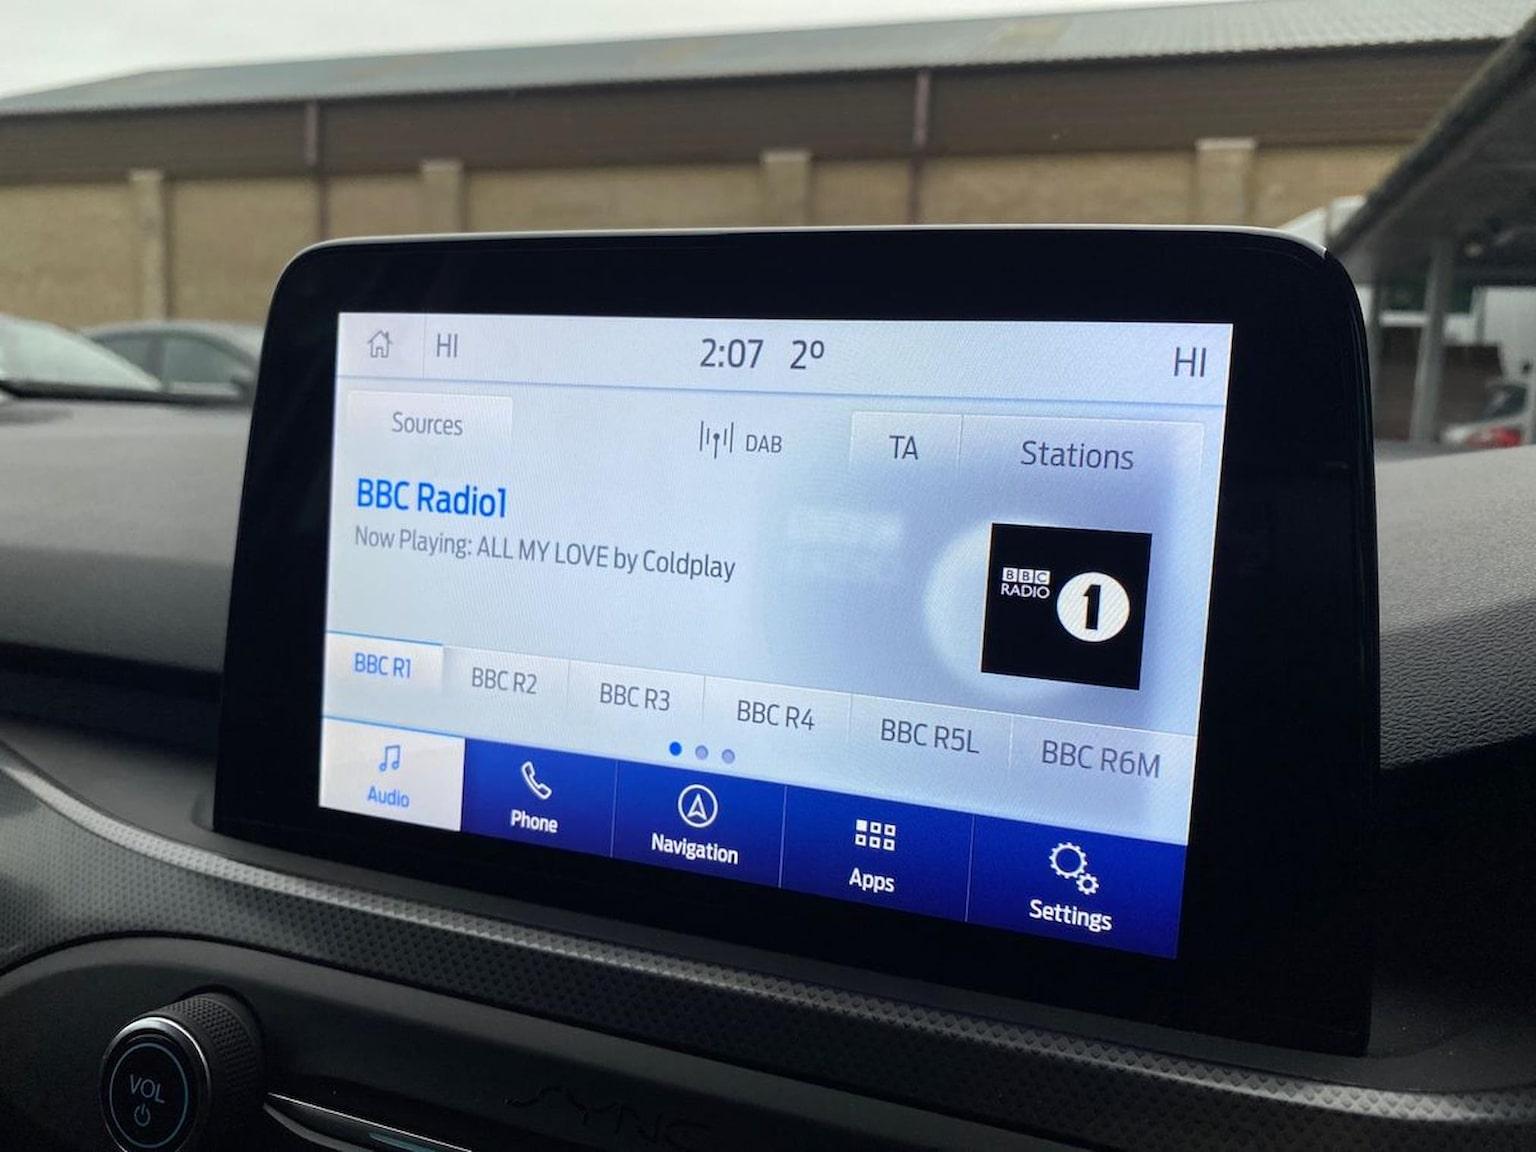 HI
2:07 2º
HI
Sources
DAB
TA
Stations
BBC Radio1
Now Playing: ALL MY LOVE by Coldplay
BBC
RADIO
1
BBC R1
BBC R2
BBC R3
BBC R4
BBC R5L
BBC R6M
Audio
Phone
Navigation
Apps
Settings
VOL
SYNC